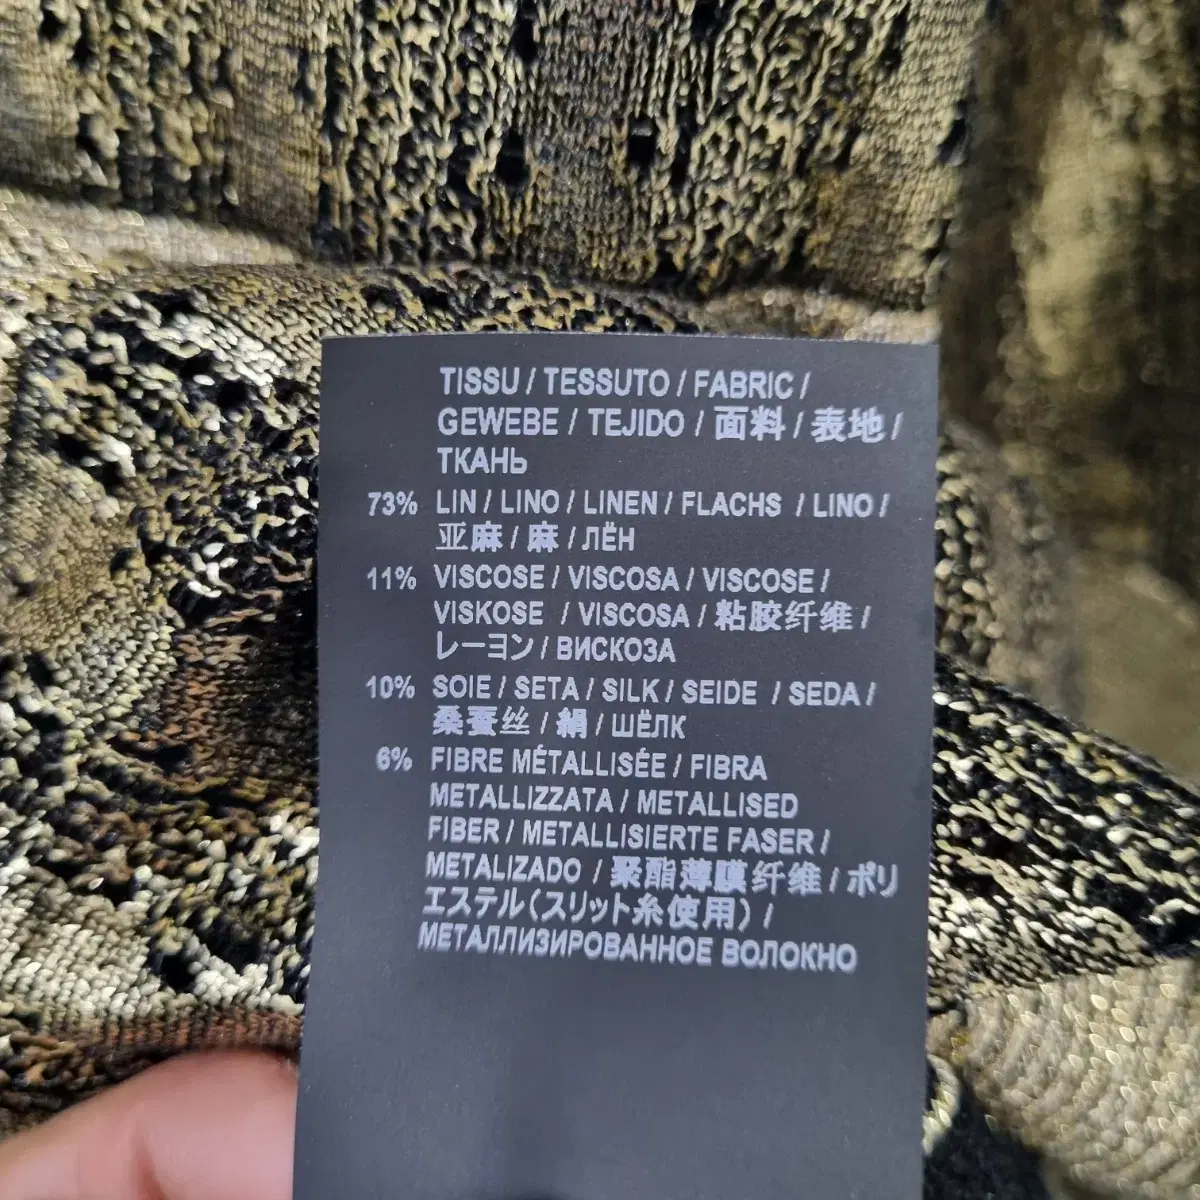 TISSU / TESSUTO / FABRIC /
GEWEBE / TEJIDO / 面料 / 表地 /
ТКАНЬ
73% LIN / LINO / LINEN / FLACHS / LINO /
亚麻 / 麻 / ЛЁН
11% VISCOSE / VISCOSA / VISCOSE /
VISKOSE / VISCOSA / 粘胶纤维 /
レーヨン / ВИСКОЗА
10% SOIE / SETA / SILK / SEIDE / SEDA /
桑蚕丝 / 絹 / ШЁЛК
6% FIBRE MÉTALLISÉE / FIBRA
METALLIZZATA / METALLISED
FIBER / METALLISIERTE FASER /
METALIZADO / 聚酯薄膜纤维 / ポリ
エステル(スリット糸使用) /
МЕТАЛЛИЗИРОВАННОЕ ВОЛОКНО